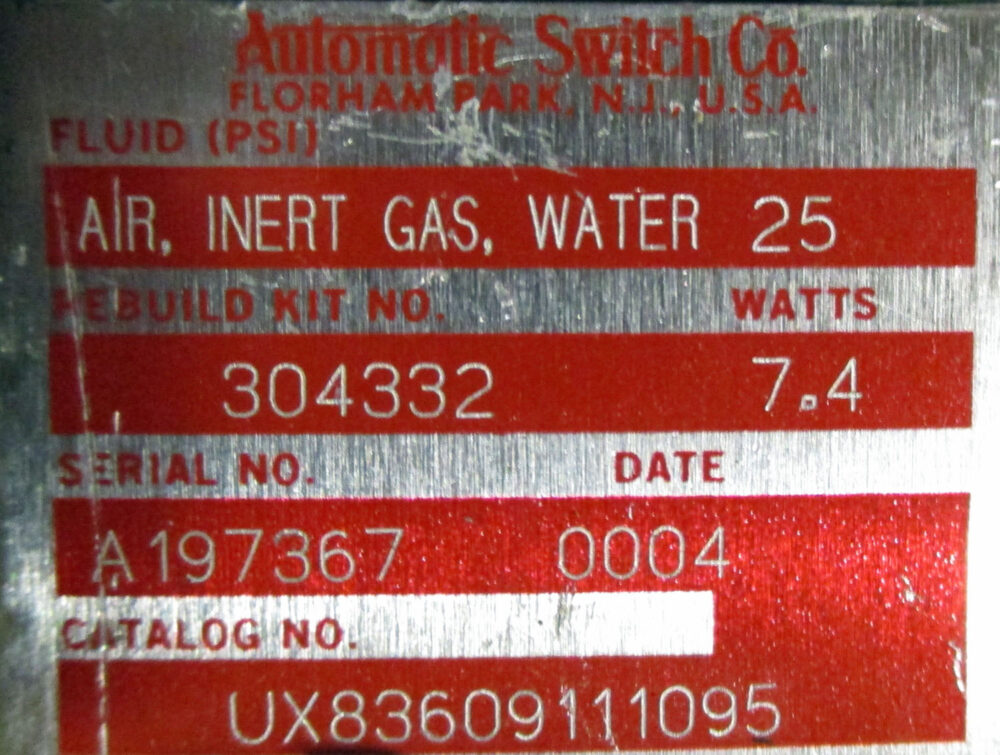 Automatic Switch Co.
FLORHAM PARK, N.J., U.S.A.
FLUID (PSI)
AIR, INERT GAS, WATER 25
REBUILD KIT NO. WATTS
304332 7.4
SERIAL NO. DATE
A197367 0004
CATALOG NO.
UX83609111095